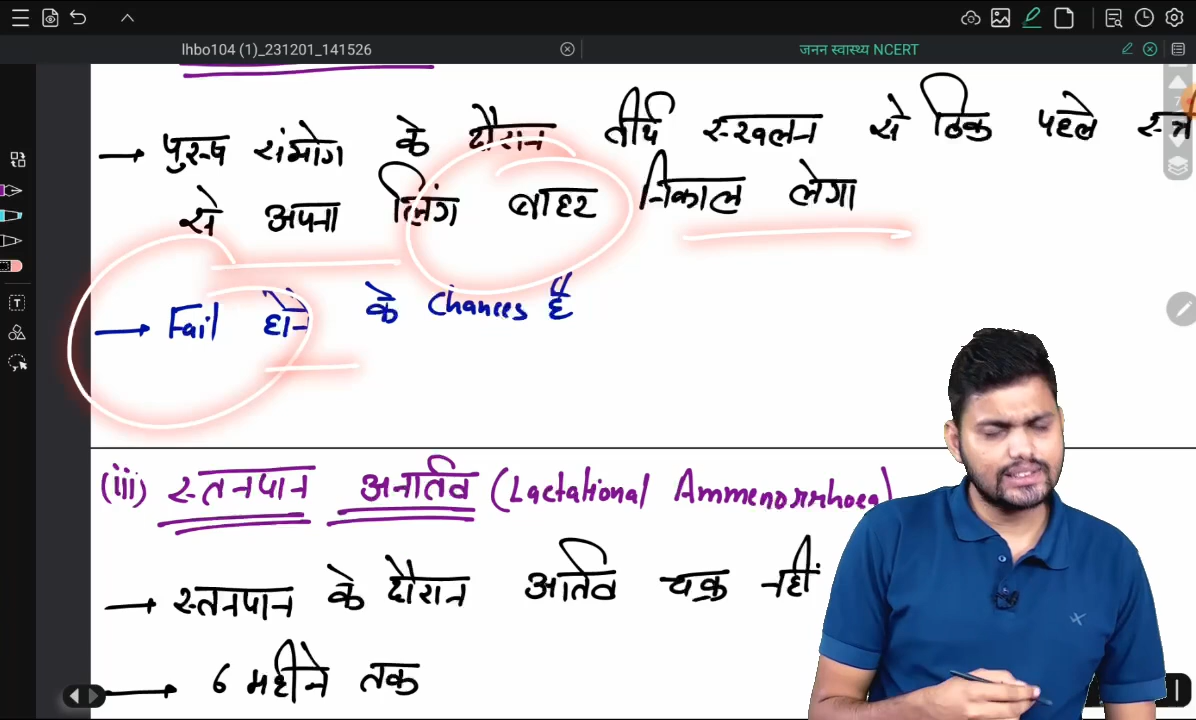 lhbo104 (1)_231201_141526
जनन स्वास्थ्य NCERT
→ पुरुष संभोग के दौरान वीर्य स्खलन से ठिक पहले
से अपना लिंग बाहर निकाल लेगा
→ Fail होने के Chances है
(iii) स्तनपान अनार्तव (Lactational Ammenorrhoea)
→ स्तनपान के दौरान आर्तव चक्र नहीं
→ 6 महीने तक